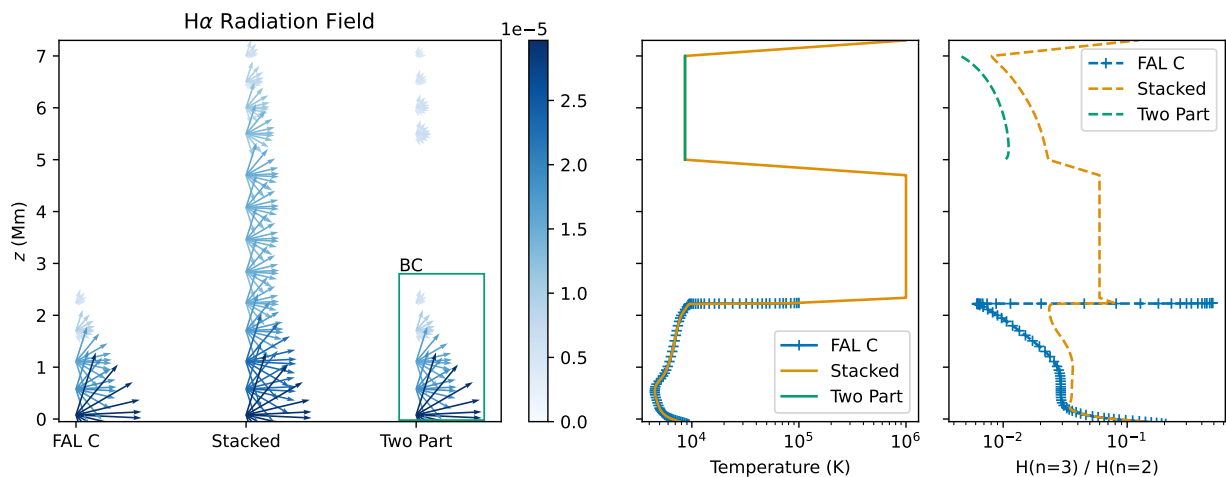 Hα Radiation Field
z (Mm)
7
6
5
4
3
2
1
0
BC
FAL C
Stacked
Two Part
1e−5
2.5
2.0
1.5
1.0
0.5
0.0
FAL C
Stacked
Two Part
10⁴
10⁵
10⁶
Temperature (K)
FAL C
Stacked
Two Part
10⁻²
10⁻¹
H(n=3) / H(n=2)